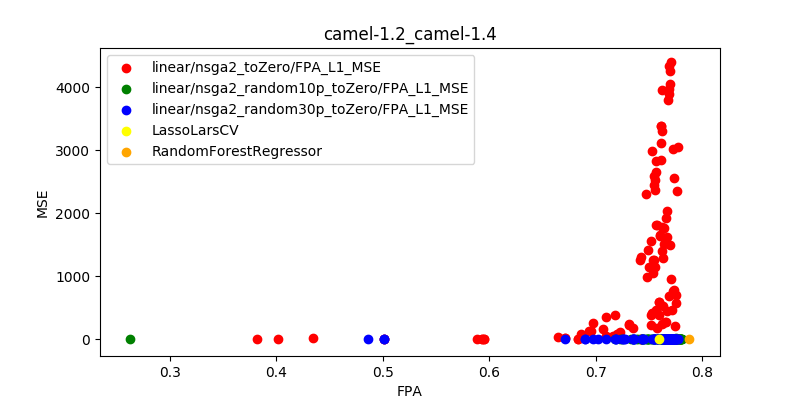 camel-1.2_camel-1.4
linear/nsga2_toZero/FPA_L1_MSE
linear/nsga2_random10p_toZero/FPA_L1_MSE
linear/nsga2_random30p_toZero/FPA_L1_MSE
LassoLarsCV
RandomForestRegressor
MSE
4000
3000
2000
1000
0
0.3 0.4 0.5 0.6 0.7 0.8
FPA